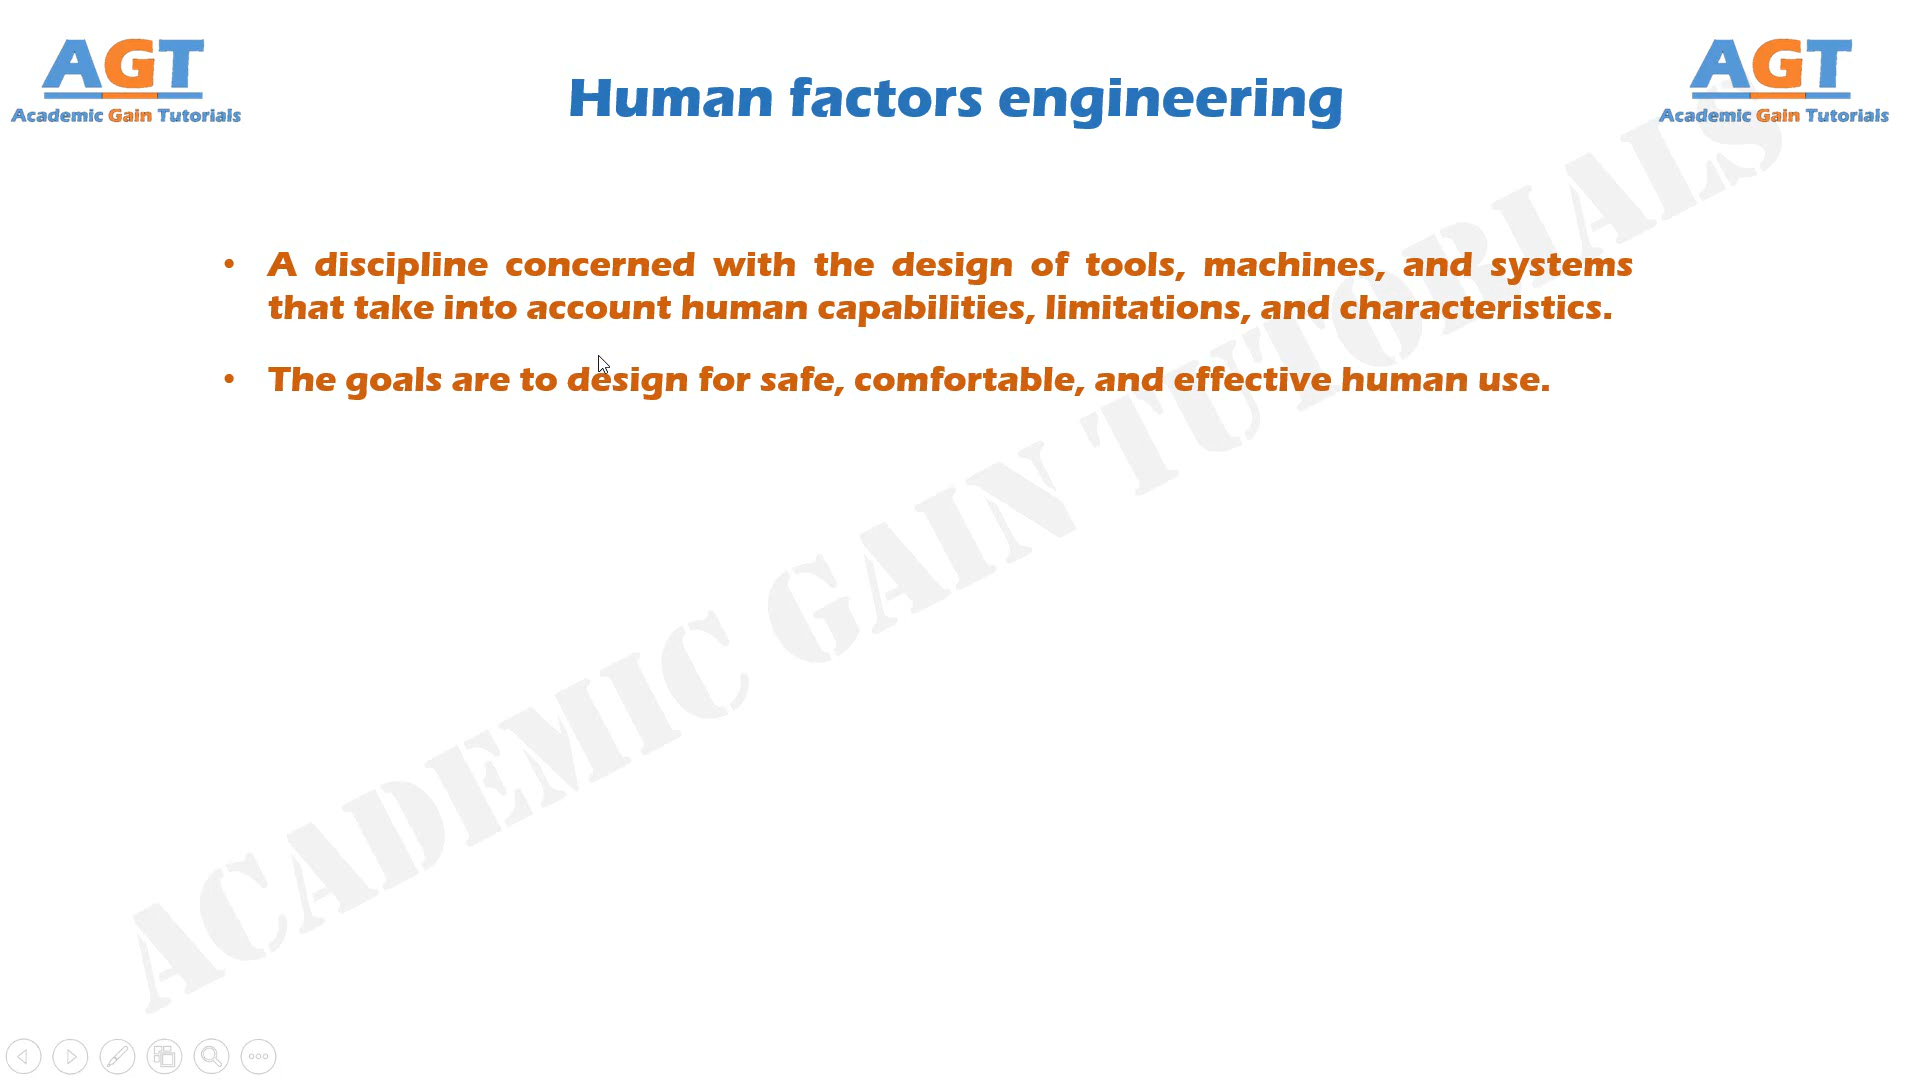 AGT
Academic Gain Tutorials
Human factors engineering
AGT
Academic Gain Tutorials
• A discipline concerned with the design of tools, machines, and systems
that take into account human capabilities, limitations, and characteristics.
• The goals are to design for safe, comfortable, and effective human use.
ACADEMIC GAIN TUTORIALS